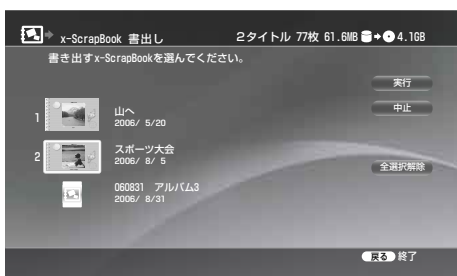 x-ScrapBook 書出し
2タイトル 77枚 61.6MB 4.1GB
書き出すx-ScrapBookを選んでください。
実行
中止
1
山へ
2006/ 5/20
2
スポーツ大会
2006/ 8/ 5
全選択解除
060831 アルバム3
2006/ 8/31
戻る 終了